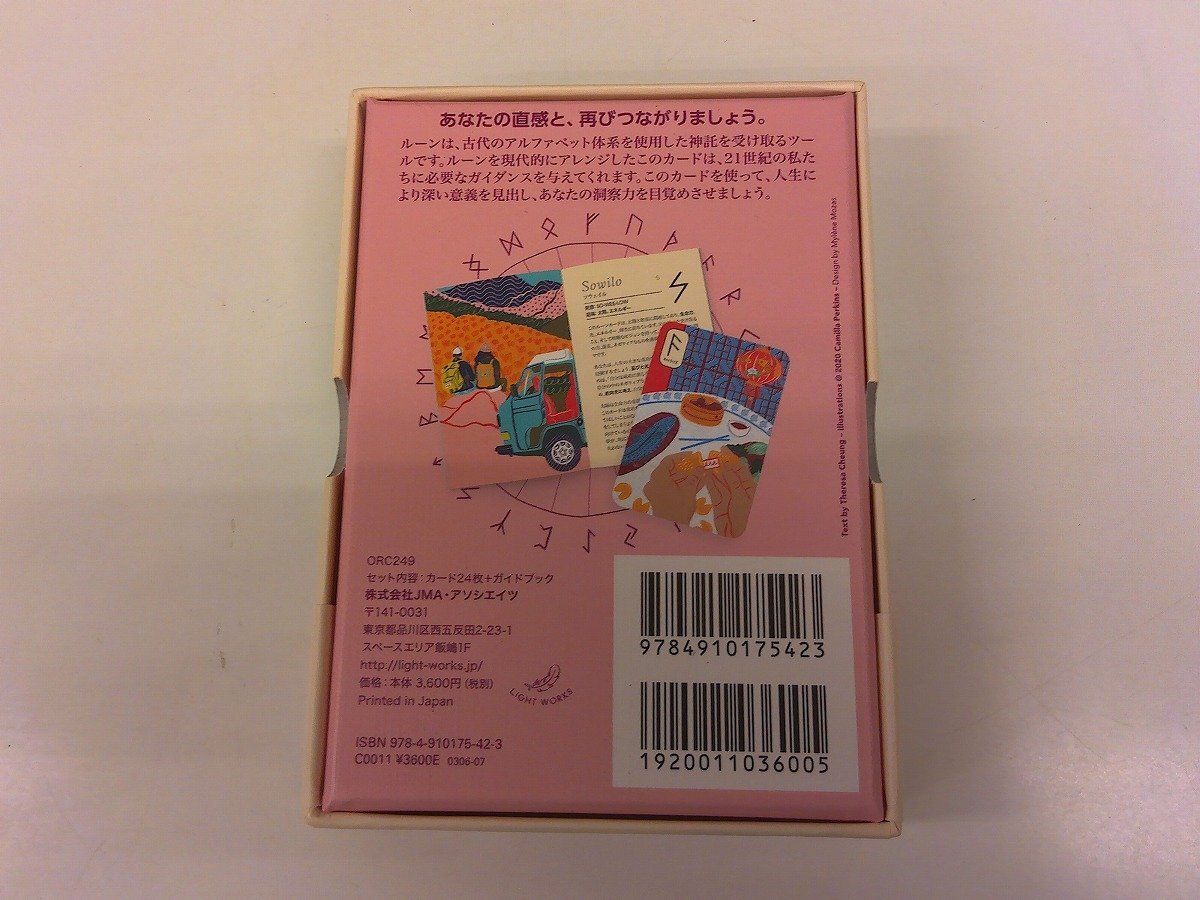 あなたの直感と、再びつながりましょう。
ルーンは、古代のアルファベット体系を使用した神託を受け取るツー
ルです。ルーンを現代的にアレンジしたこのカードは、21世紀の私た
ちに必要なガイダンスを与えてくれます。このカードを使って、人生に
より深い意義を見出し、あなたの洞察力を目覚めさせましょう。
Sowilo
ソウェイル
Text by Theresa Cheung – Illustrations © 2020 Camilla Perkins – Design by Mylène Mozas
ORC249
セット内容：カード24枚＋ガイドブック
株式会社JMA・アソシエイツ
〒141-0031
東京都品川区西五反田2-23-1
スペースエリア飯嶋1F
http://light-works.jp/
価格：本体 3,600円（税別）
Printed in Japan
LIGHT WORKS
ISBN 978-4-910175-42-3
C0011 ¥3600E 0306-07
9784910175423
1920011036005